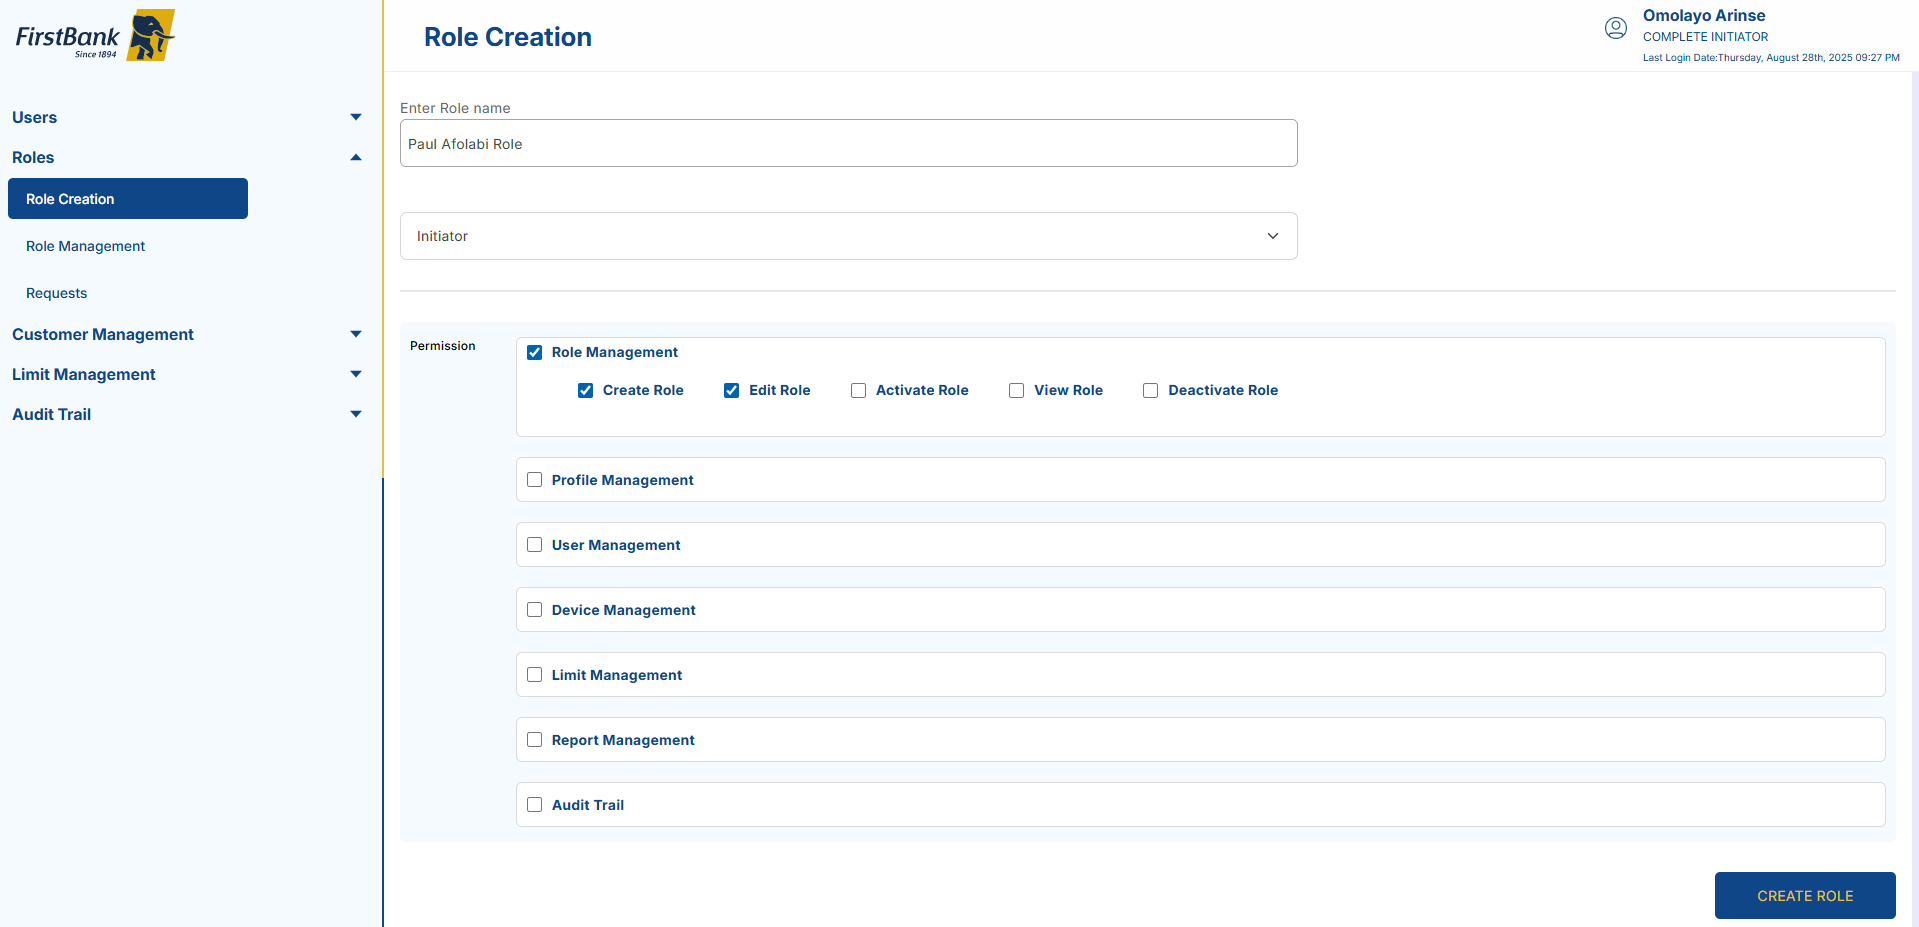 FirstBank
Since 1894
Users
Roles
Role Creation
Role Management
Requests
Customer Management
Limit Management
Audit Trail
Role Creation
Omolayo Arinse
COMPLETE INITIATOR
Last Login Date:Thursday, August 28th, 2025 09:27 PM
Enter Role name
Paul Afolabi Role
Initiator
Permission
Role Management
Create Role Edit Role Activate Role View Role Deactivate Role
Profile Management
User Management
Device Management
Limit Management
Report Management
Audit Trail
CREATE ROLE